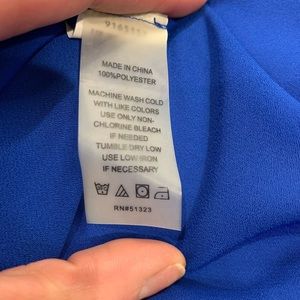 MADE IN CHINA
100%POLYESTER
MACHINE WASH COLD
WITH LIKE COLORS
USE ONLY NON-
CHLORINE BLEACH
IF NEEDED
TUMBLE DRY LOW
USE LOW IRON
IF NECESSARY
RN#51323